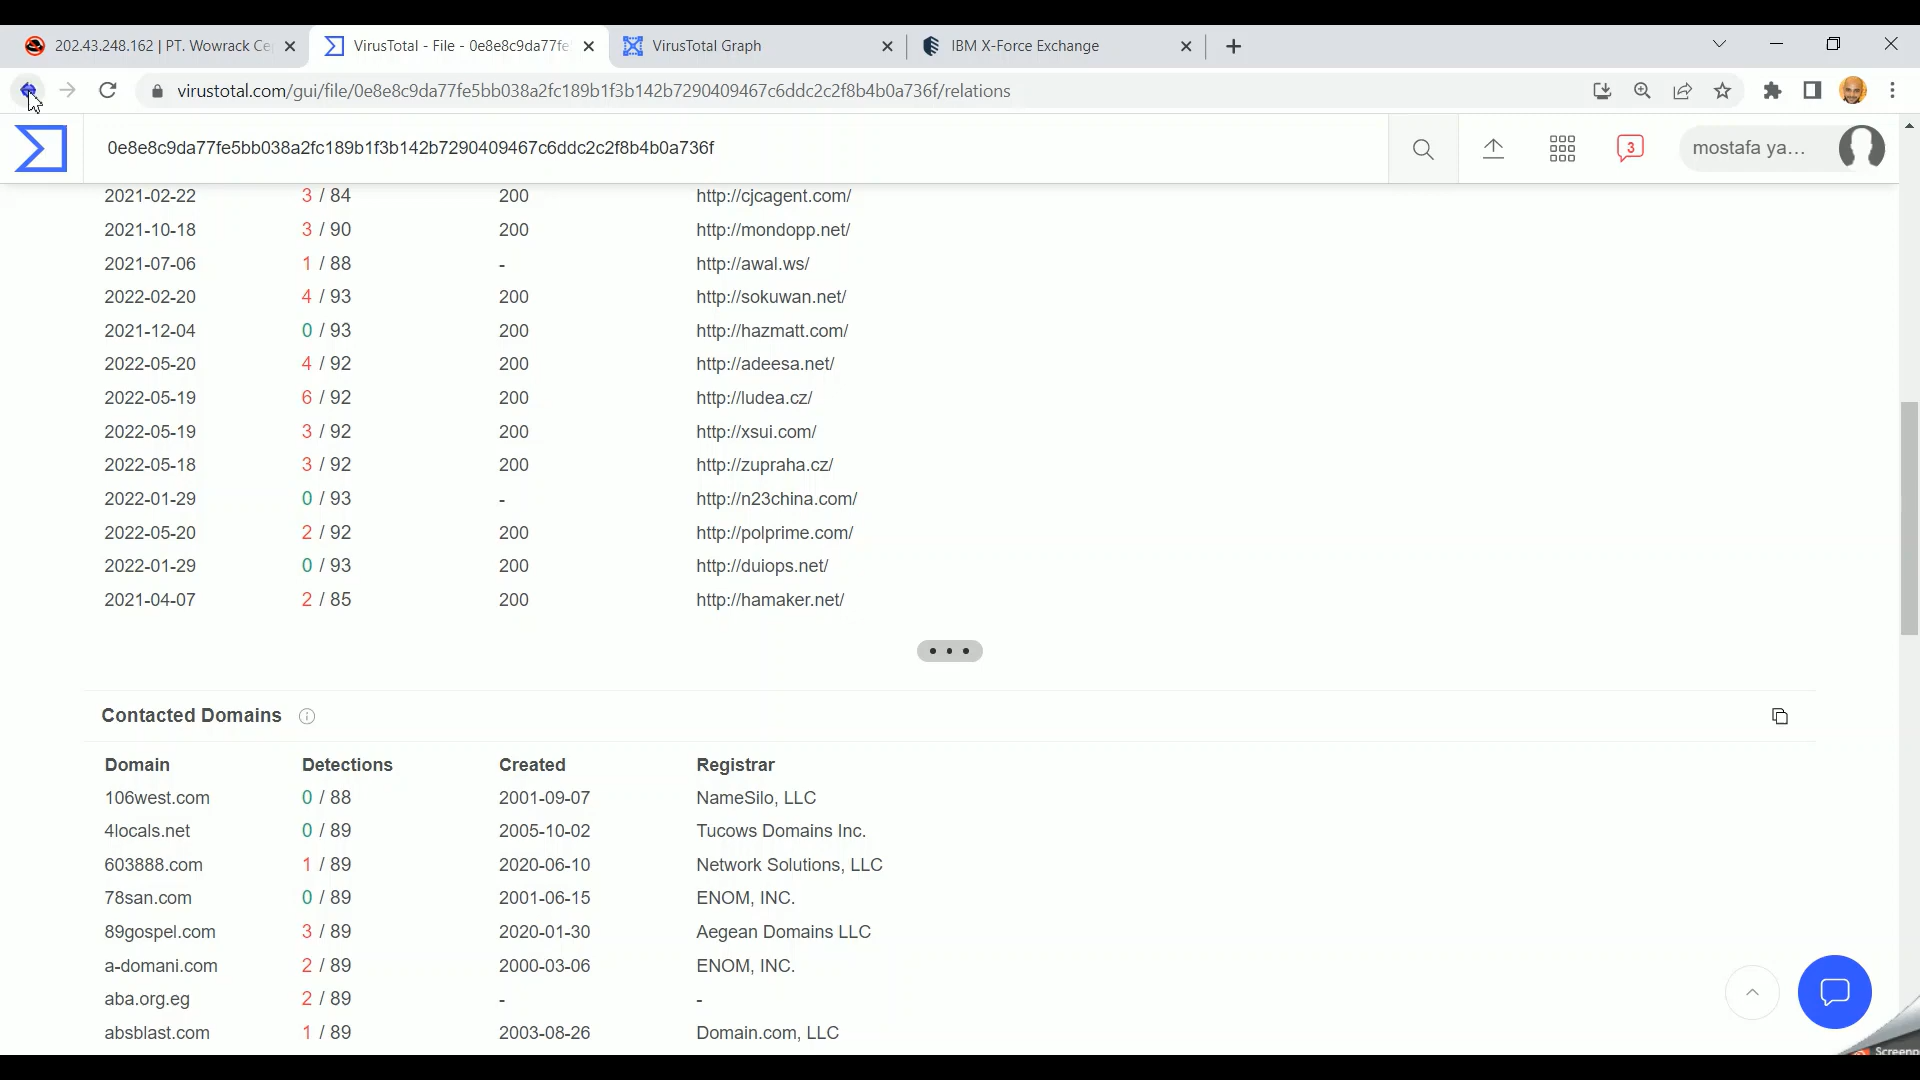 202.43.248.162 | PT. Wowrack Ce
VirusTotal - File - 0e8e8c9da77fe
VirusTotal Graph
IBM X-Force Exchange
virustotal.com/gui/file/0e8e8c9da77fe5bb038a2fc189b1f3b142b7290409467c6ddc2c2f8b4b0a736f/relations
0e8e8c9da77fe5bb038a2fc189b1f3b142b7290409467c6ddc2c2f8b4b0a736f
3
mostafa ya...
2021-02-22 3 / 84 200 http://cjcagent.com/
2021-10-18 3 / 90 200 http://mondopp.net/
2021-07-06 1 / 88 - http://awal.ws/
2022-02-20 4 / 93 200 http://sokuwan.net/
2021-12-04 0 / 93 200 http://hazmatt.com/
2022-05-20 4 / 92 200 http://adeesa.net/
2022-05-19 6 / 92 200 http://ludea.cz/
2022-05-19 3 / 92 200 http://xsui.com/
2022-05-18 3 / 92 200 http://zupraha.cz/
2022-01-29 0 / 93 - http://n23china.com/
2022-05-20 2 / 92 200 http://polprime.com/
2022-01-29 0 / 93 200 http://duiops.net/
2021-04-07 2 / 85 200 http://hamaker.net/
Contacted Domains
Domain Detections Created Registrar
106west.com 0 / 88 2001-09-07 NameSilo, LLC
4locals.net 0 / 89 2005-10-02 Tucows Domains Inc.
603888.com 1 / 89 2020-06-10 Network Solutions, LLC
78san.com 0 / 89 2001-06-15 ENOM, INC.
89gospel.com 3 / 89 2020-01-30 Aegean Domains LLC
a-domani.com 2 / 89 2000-03-06 ENOM, INC.
aba.org.eg 2 / 89 - -
absblast.com 1 / 89 2003-08-26 Domain.com, LLC